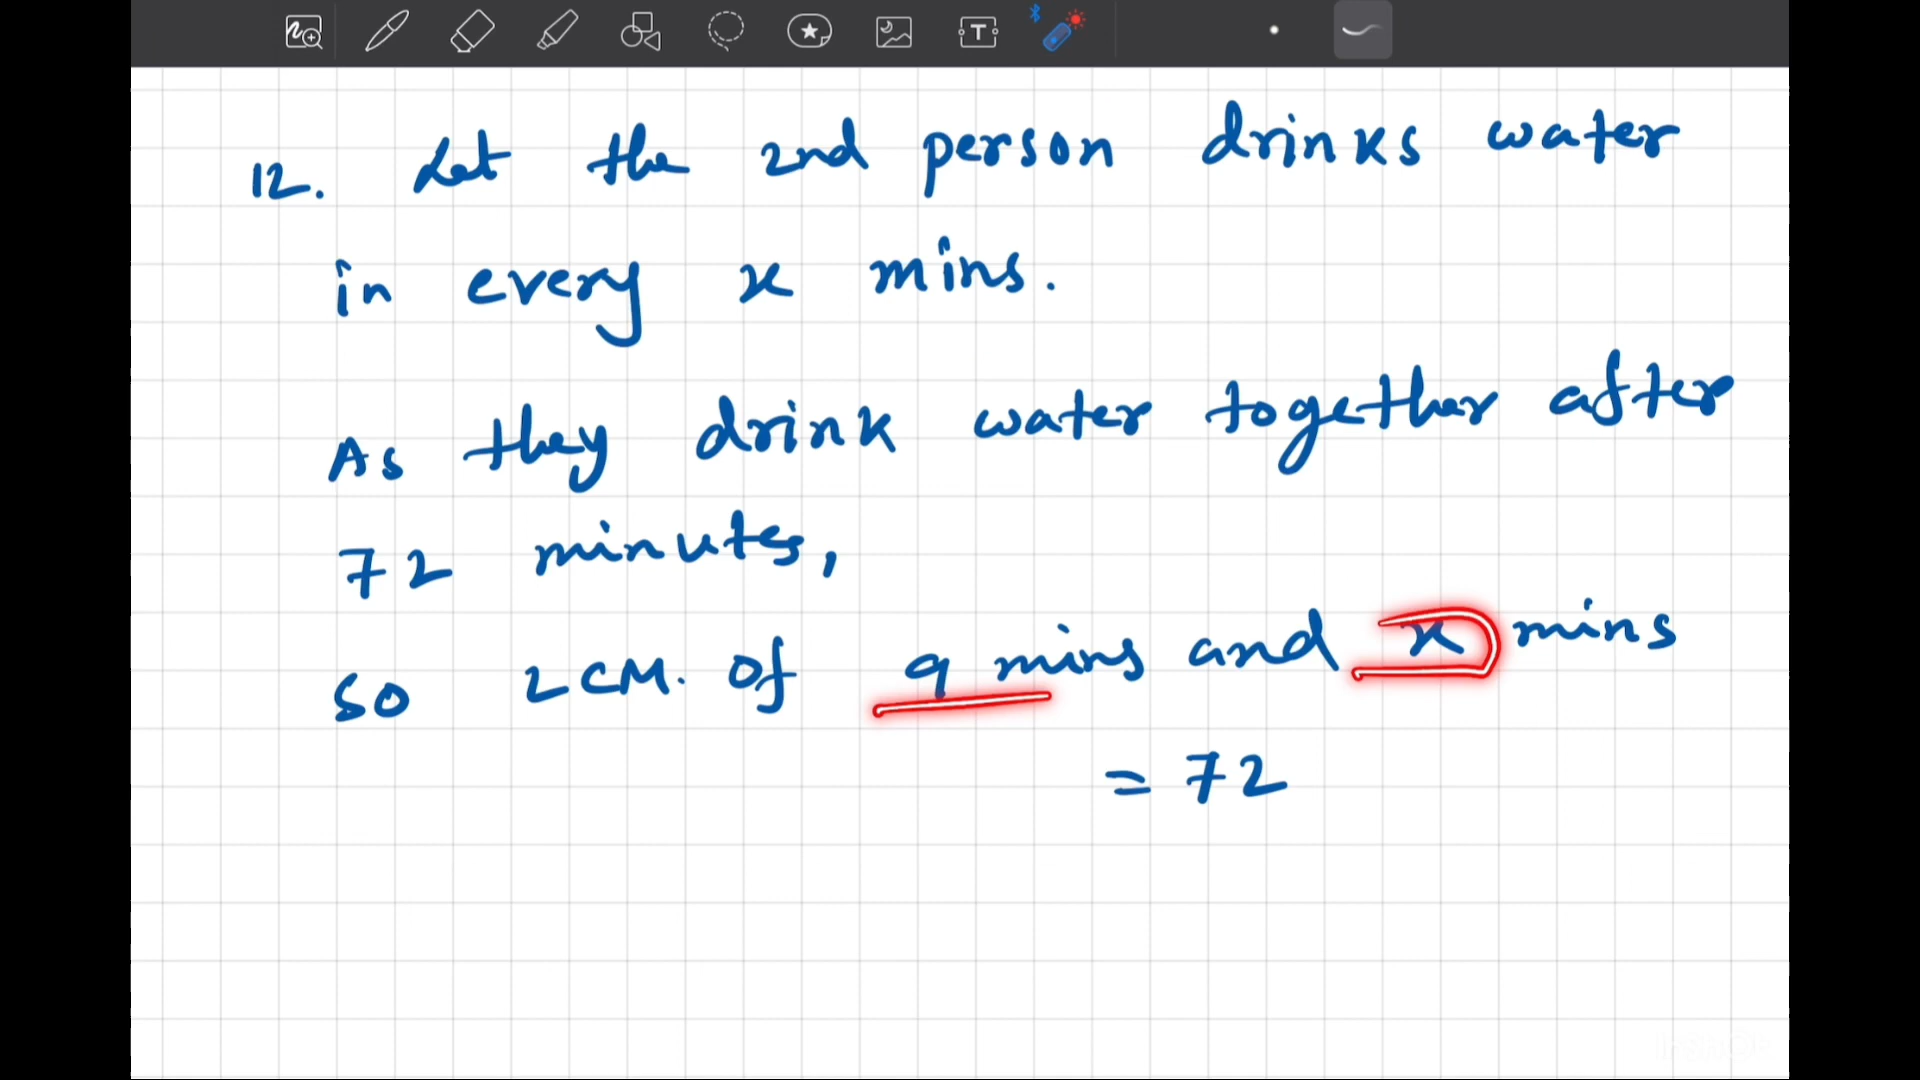 12. Let the 2nd person drinks water
in every x mins.
As they drink water together after
72 minutes,
so LCM. of 9 mins and x mins
= 72